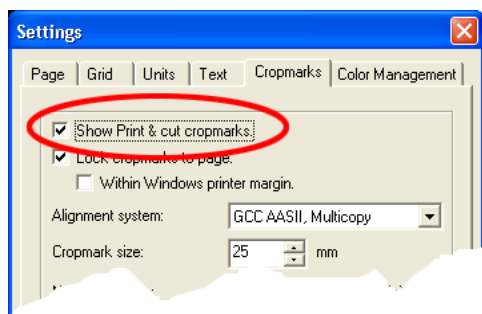 Settings
Page Grid Units Text Cropmarks Color Management
Show Print & cut cropmarks.
Lock cropmarks to page.
Within Windows printer margin.
Alignment system: GCC AASII, Multicopy
Cropmark size: 25 mm